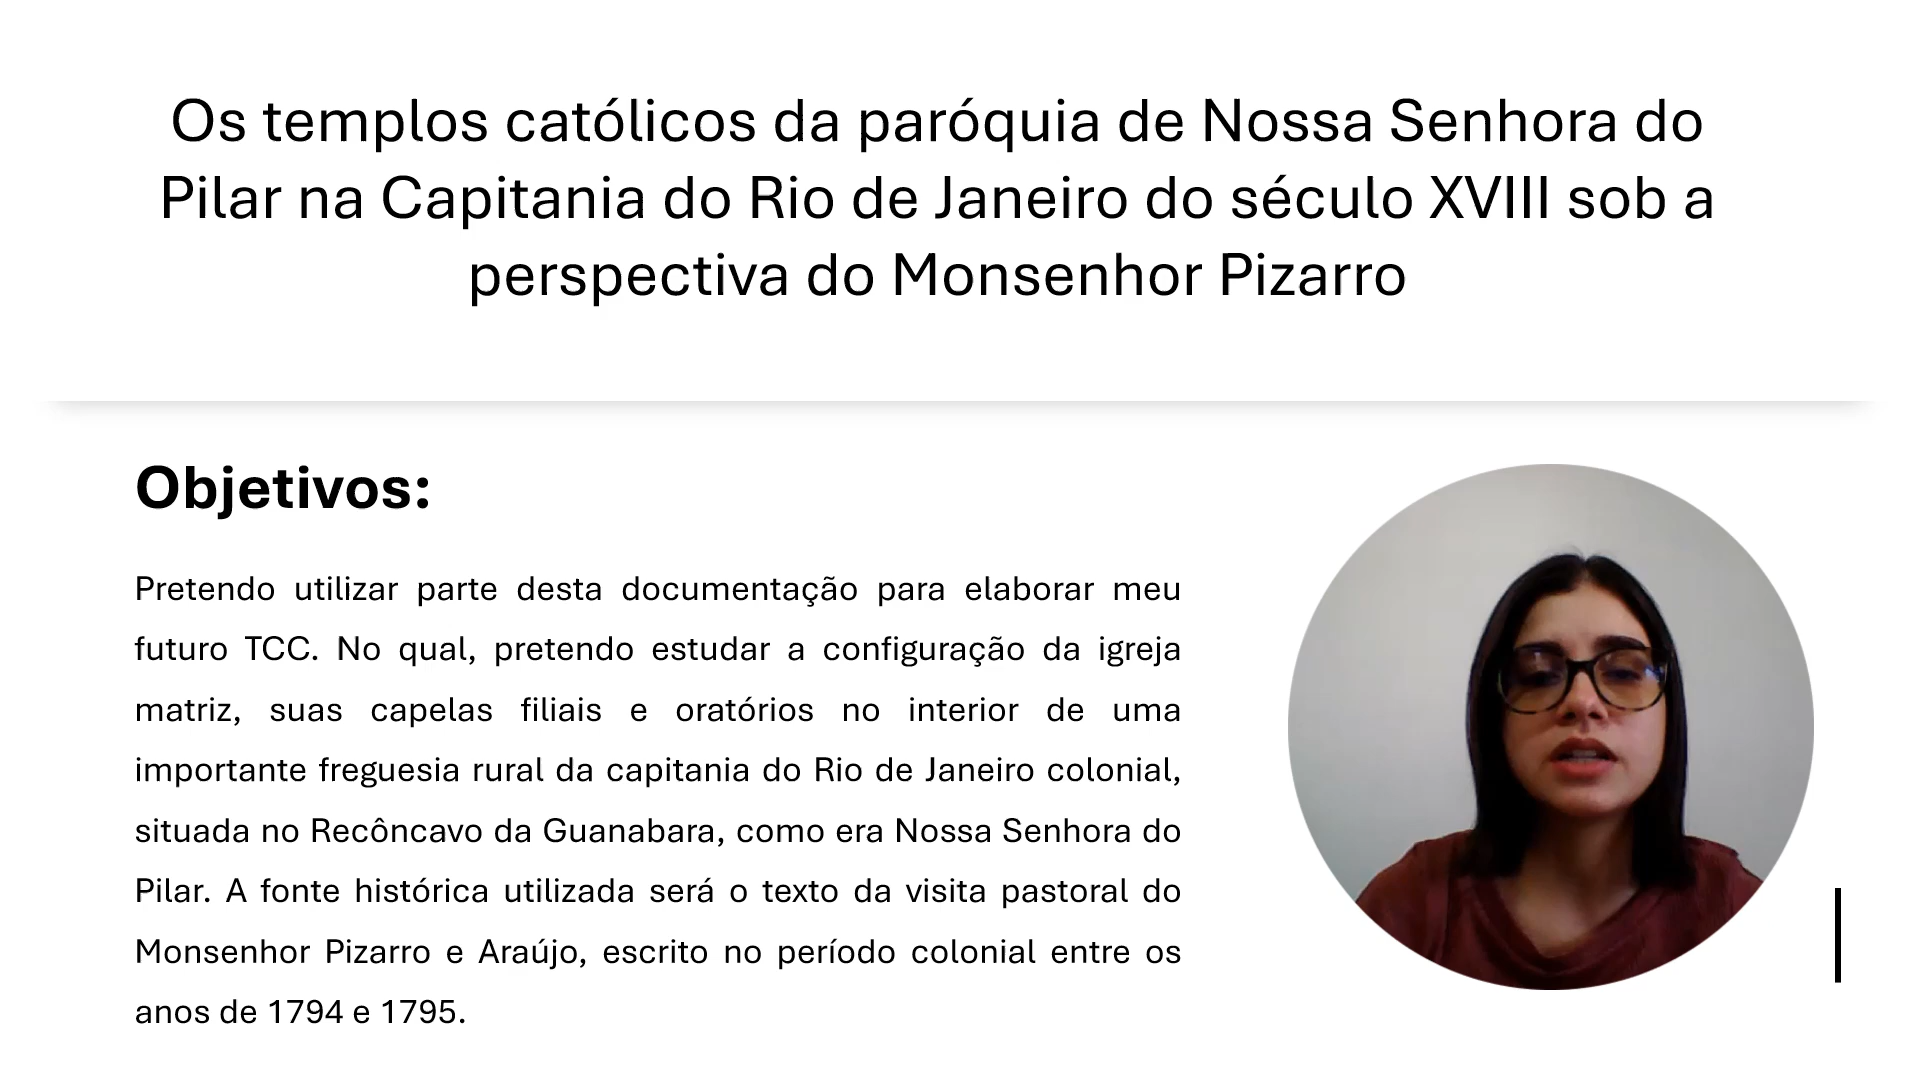 Os templos católicos da paróquia de Nossa Senhora do
Pilar na Capitania do Rio de Janeiro do século XVIII sob a
perspectiva do Monsenhor Pizarro
Objetivos:
Pretendo utilizar parte desta documentação para elaborar meu
futuro TCC. No qual, pretendo estudar a configuração da igreja
matriz, suas capelas filiais e oratórios no interior de uma
importante freguesia rural da capitania do Rio de Janeiro colonial,
situada no Recôncavo da Guanabara, como era Nossa Senhora do
Pilar. A fonte histórica utilizada será o texto da visita pastoral do
Monsenhor Pizarro e Araújo, escrito no período colonial entre os
anos de 1794 e 1795.